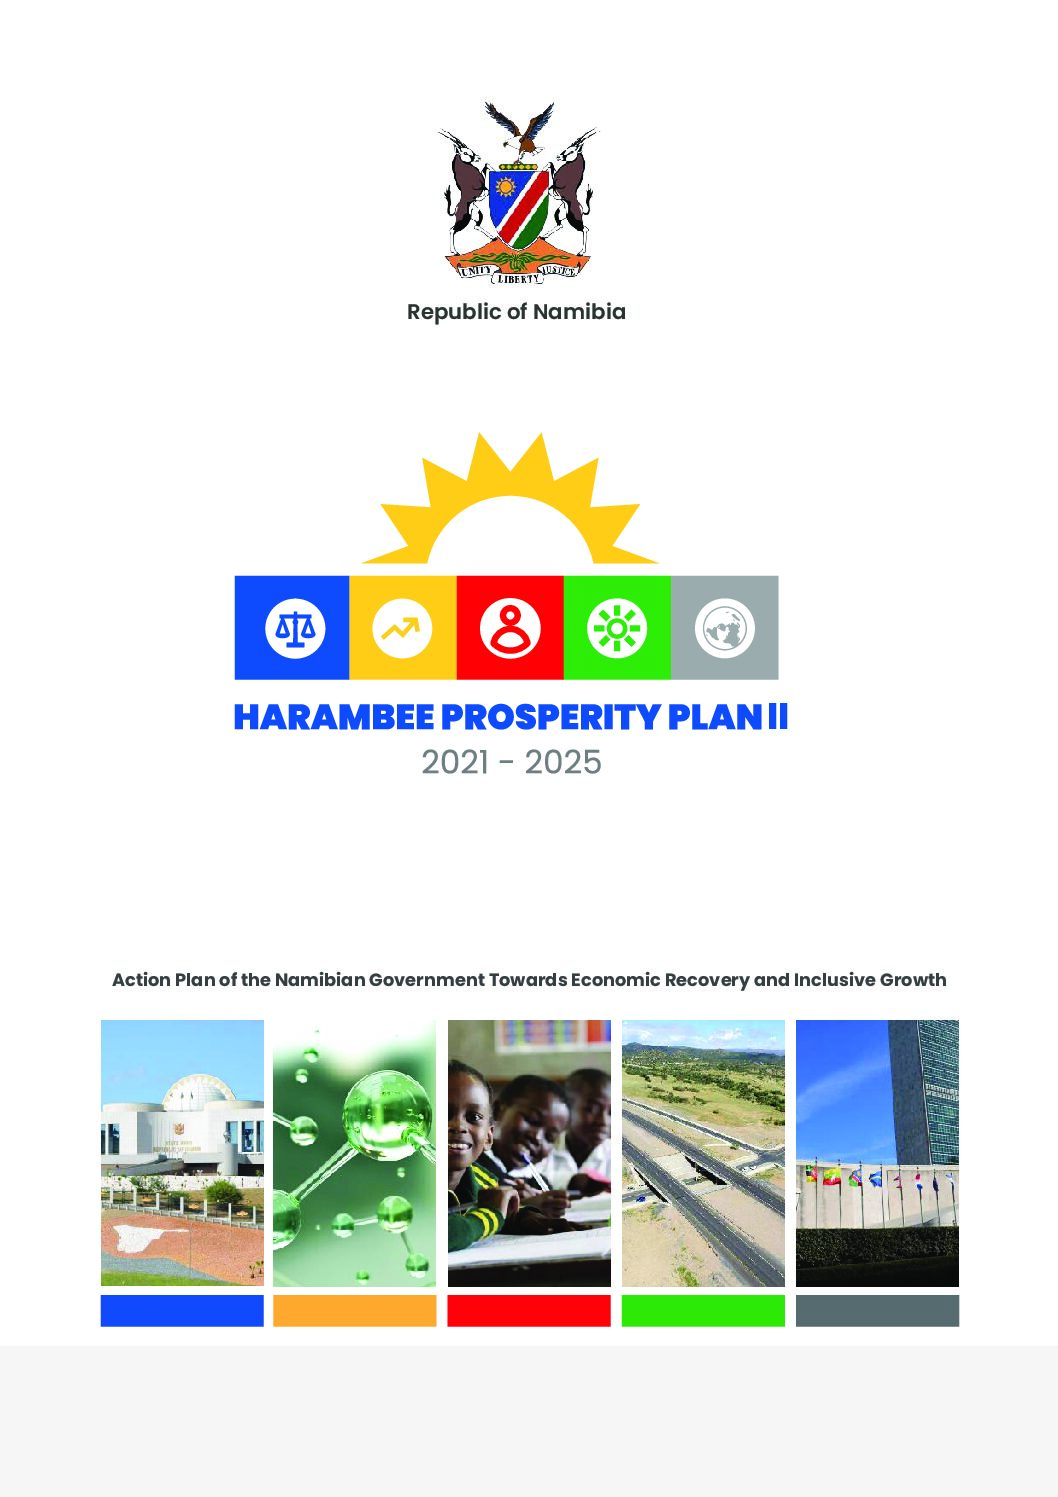 UNITY
LIBERTY
JUSTICE
Republic of Namibia
HARAMBEE PROSPERITY PLAN II
2021 - 2025
Action Plan of the Namibian Government Towards Economic Recovery and Inclusive Growth